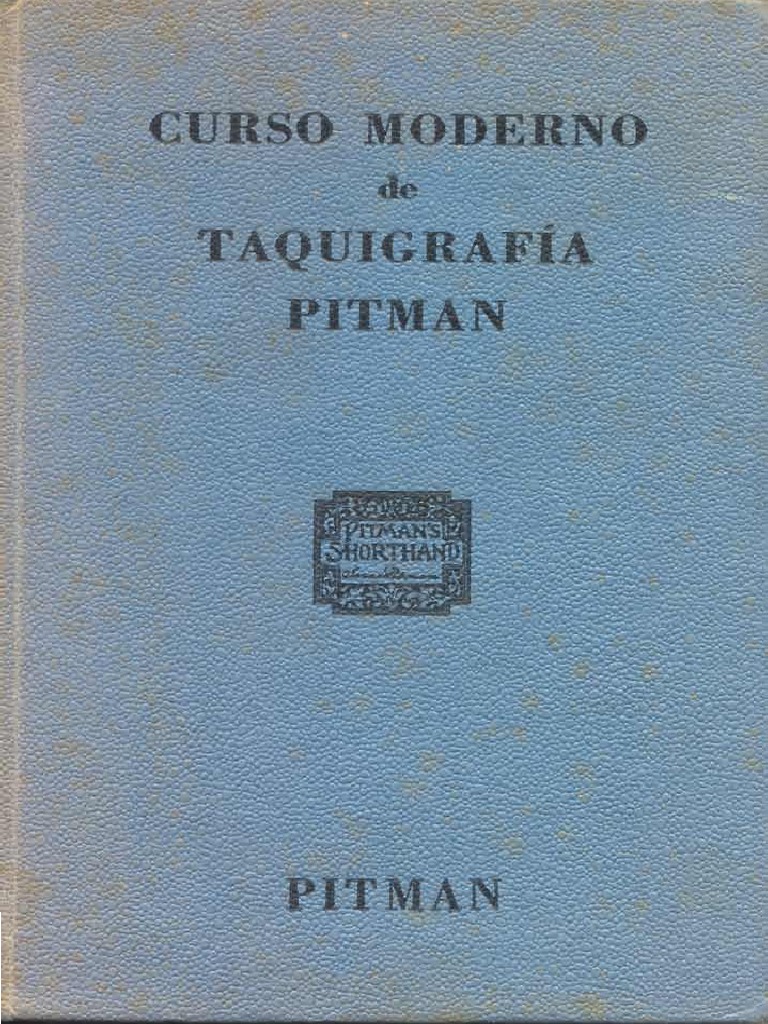 CURSO MODERNO
de
TAQUIGRAFÍA
PITMAN
PITMAN'S
SHORTHAND
PITMAN